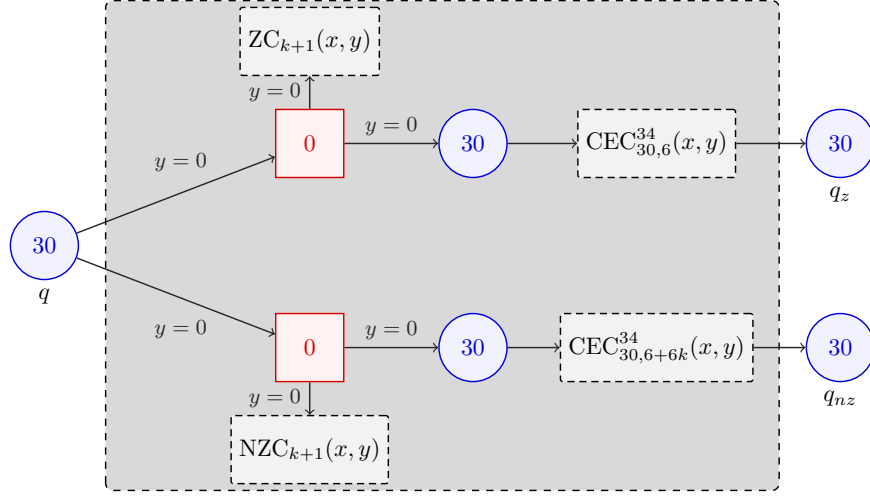 ZC_{k+1}(x, y)
y = 0
y = 0
0
y = 0
30
CEC^{34}_{30,6}(x, y)
30
q_z
30
q
y = 0
0
y = 0
30
CEC^{34}_{30,6+6k}(x, y)
30
q_{nz}
y = 0
NZC_{k+1}(x, y)